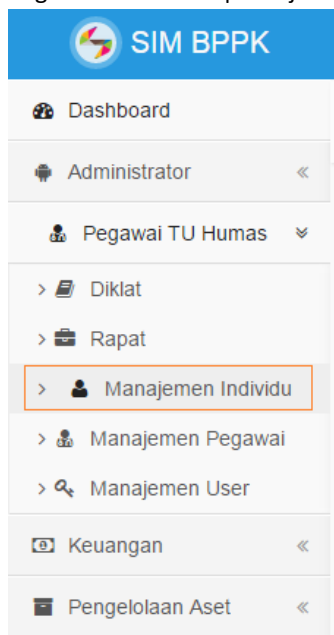 SIM BPPK
Dashboard
Administrator
Pegawai TU Humas
Diklat
Rapat
Manajemen Individu
Manajemen Pegawai
Manajemen User
Keuangan
Pengelolaan Aset